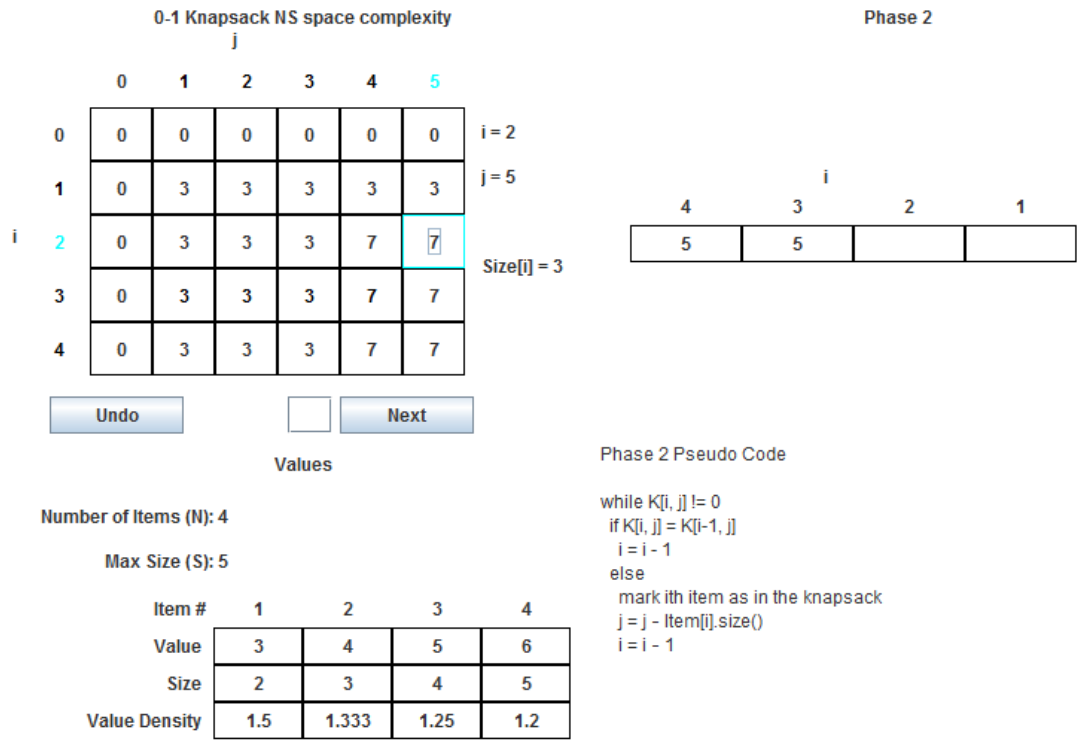 0-1 Knapsack NS space complexity
j
0 1 2 3 4 5
0 0 0 0 0 0 0
1 0 3 3 3 3 3
i 2 0 3 3 3 7 7
3 0 3 3 3 7 7
4 0 3 3 3 7 7
i = 2
j = 5
Size[i] = 3
Undo
Next
Values
Number of Items (N): 4
Max Size (S): 5
Item # 1 2 3 4
Value 3 4 5 6
Size 2 3 4 5
Value Density 1.5 1.333 1.25 1.2
Phase 2
i
4 3 2 1
5 5
Phase 2 Pseudo Code
while K[i, j] != 0
if K[i, j] = K[i-1, j]
i = i - 1
else
mark ith item as in the knapsack
j = j - Item[i].size()
i = i - 1